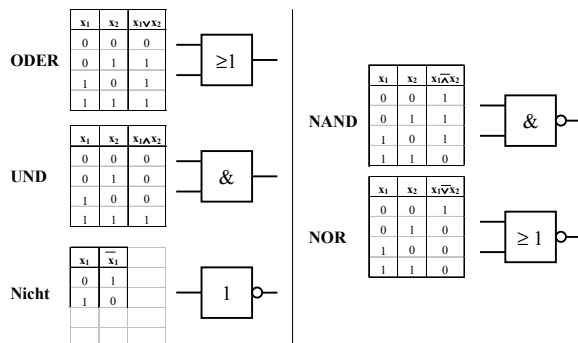 ODER
x₁ x₂ x₁∨x₂
0 0 0
0 1 1
1 0 1
1 1 1
≥1
UND
x₁ x₂ x₁∧x₂
0 0 0
0 1 0
1 0 0
1 1 1
&
Nicht
x₁ x̅₁
0 1
1 0
1
NAND
x₁ x₂ x₁⊼x₂
0 0 1
0 1 1
1 0 1
1 1 0
&
NOR
x₁ x₂ x₁⊽x₂
0 0 1
0 1 0
1 0 0
1 1 0
≥ 1